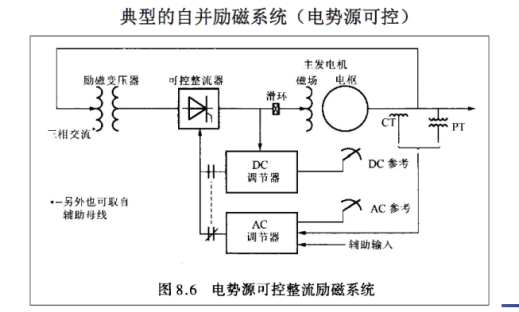 典型的自并励磁系统（电势源可控）
主发电机
励磁变压器
可控整流器
滑环
磁场
电枢
三相交流*
CT
PT
DC
调节器
DC 参考
*-另外也可取自
辅助母线
AC
调节器
AC 参考
辅助输入
图 8.6 电势源可控整流励磁系统